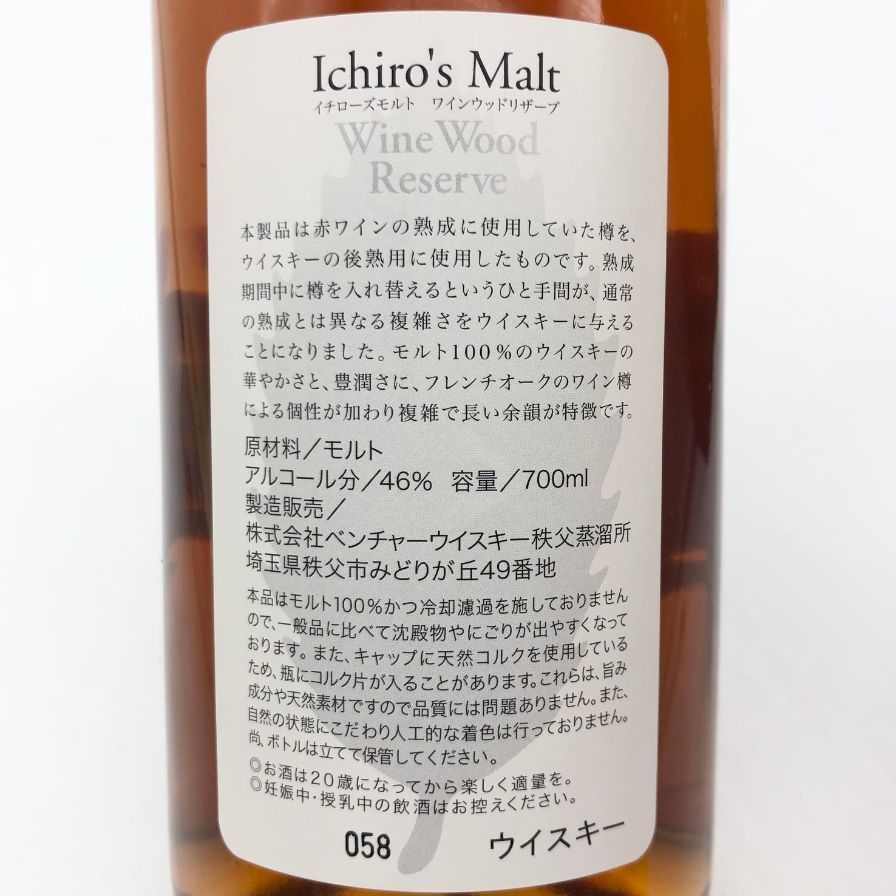 Ichiro's Malt
イチローズモルト　ワインウッドリザーブ
Wine Wood
Reserve
本製品は赤ワインの熟成に使用していた樽を、
ウイスキーの後熟用に使用したものです。熟成
期間中に樽を入れ替えるというひと手間が、通常
の熟成とは異なる複雑さをウイスキーに与える
ことになりました。モルト100%のウイスキーの
華やかさと、豊潤さに、フレンチオークのワイン樽
による個性が加わり複雑で長い余韻が特徴です。
原材料/モルト
アルコール分/46%　容量/700ml
製造販売/
株式会社ベンチャーウイスキー秩父蒸溜所
埼玉県秩父市みどりが丘49番地
本品はモルト100%かつ冷却濾過を施しておりません
ので、一般品に比べて沈殿物やにごりが出やすくなって
おります。また、キャップに天然コルクを使用している
ため、瓶にコルク片が入ることがあります。これらは、旨み
成分や天然素材ですので品質には問題ありません。また、
自然の状態にこだわり人工的な着色は行っておりません。
尚、ボトルは立てて保管してください。
◎お酒は20歳になってから楽しく適量を。
◎妊娠中・授乳中の飲酒はお控えください。
058　ウイスキー